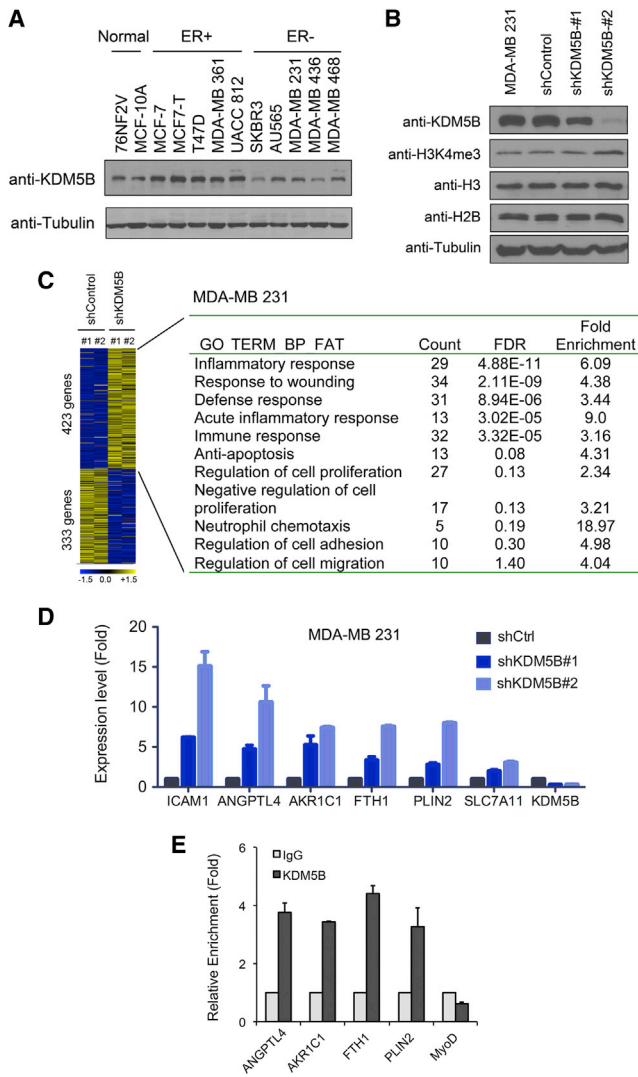 A
Normal ER+ ER-
76NF2V MCF-10A MCF-7 MCF7-T T47D MDA-MB 361 UACC 812 SKBR3 AU565 MDA-MB 231 MDA-MB 436 MDA-MB 468
anti-KDM5B
anti-Tubulin
B
MDA-MB 231 shControl shKDM5B-#1 shKDM5B-#2
anti-KDM5B
anti-H3K4me3
anti-H3
anti-H2B
anti-Tubulin
C
shControl shKDM5B
#1 #2 #1 #2
423 genes
333 genes
-1.5 0.0 +1.5
MDA-MB 231
GO TERM BP FAT Count FDR Fold Enrichment
Inflammatory response 29 4.88E-11 6.09
Response to wounding 34 2.11E-09 4.38
Defense response 31 8.94E-06 3.44
Acute inflammatory response 13 3.02E-05 9.0
Immune response 32 3.32E-05 3.16
Anti-apoptosis 13 0.08 4.31
Regulation of cell proliferation 27 0.13 2.34
Negative regulation of cell
proliferation 17 0.13 3.21
Neutrophil chemotaxis 5 0.19 18.97
Regulation of cell adhesion 10 0.30 4.98
Regulation of cell migration 10 1.40 4.04
D
MDA-MB 231
shCtrl
shKDM5B#1
shKDM5B#2
Expression level (Fold)
20
15
10
5
0
ICAM1 ANGPTL4 AKR1C1 FTH1 PLIN2 SLC7A11 KDM5B
E
IgG
KDM5B
Relative Enrichment (Fold)
6
4
2
0
ANGPTL4 AKR1C1 FTH1 PLIN2 MyoD